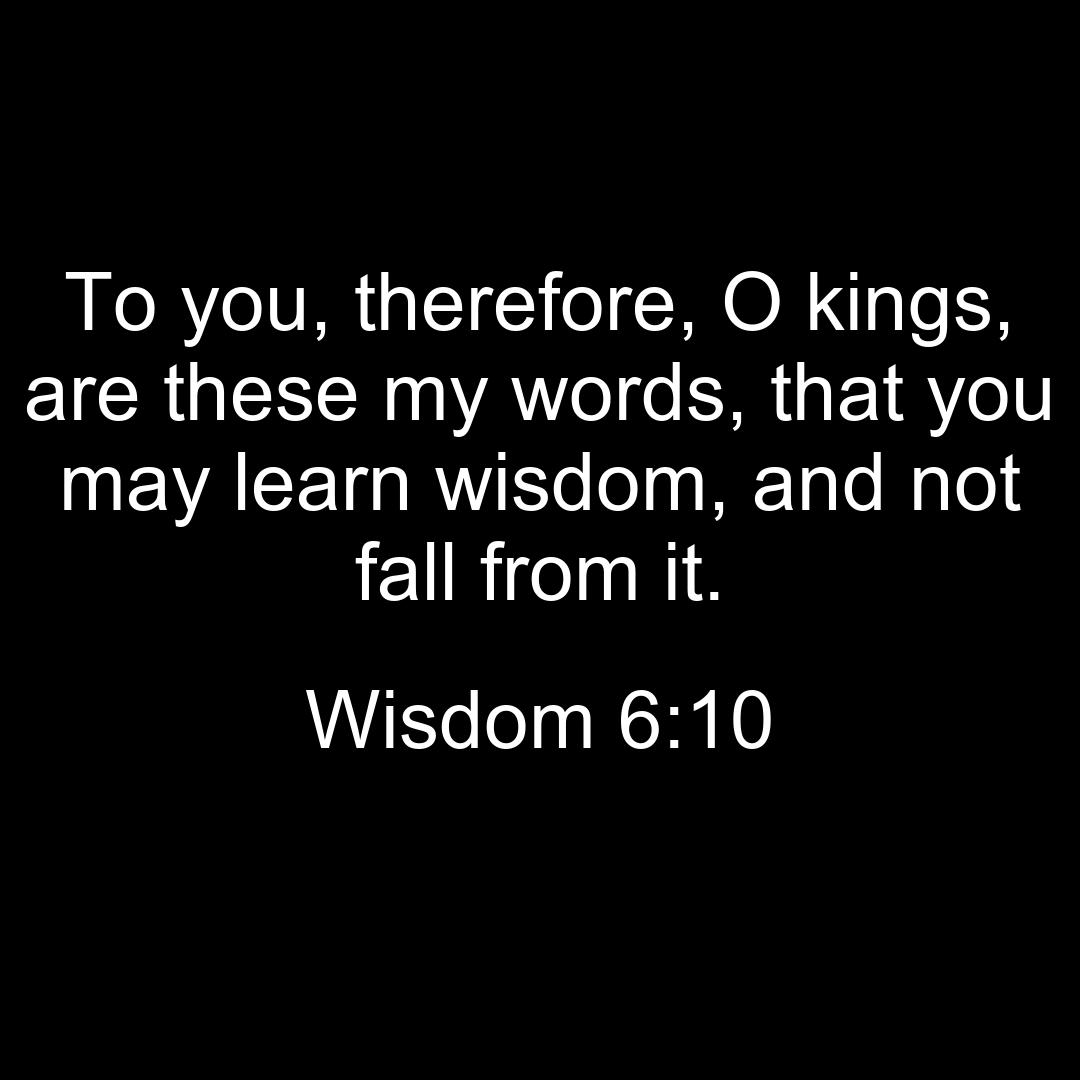 To you, therefore, O kings,
are these my words, that you
may learn wisdom, and not
fall from it.
Wisdom 6:10